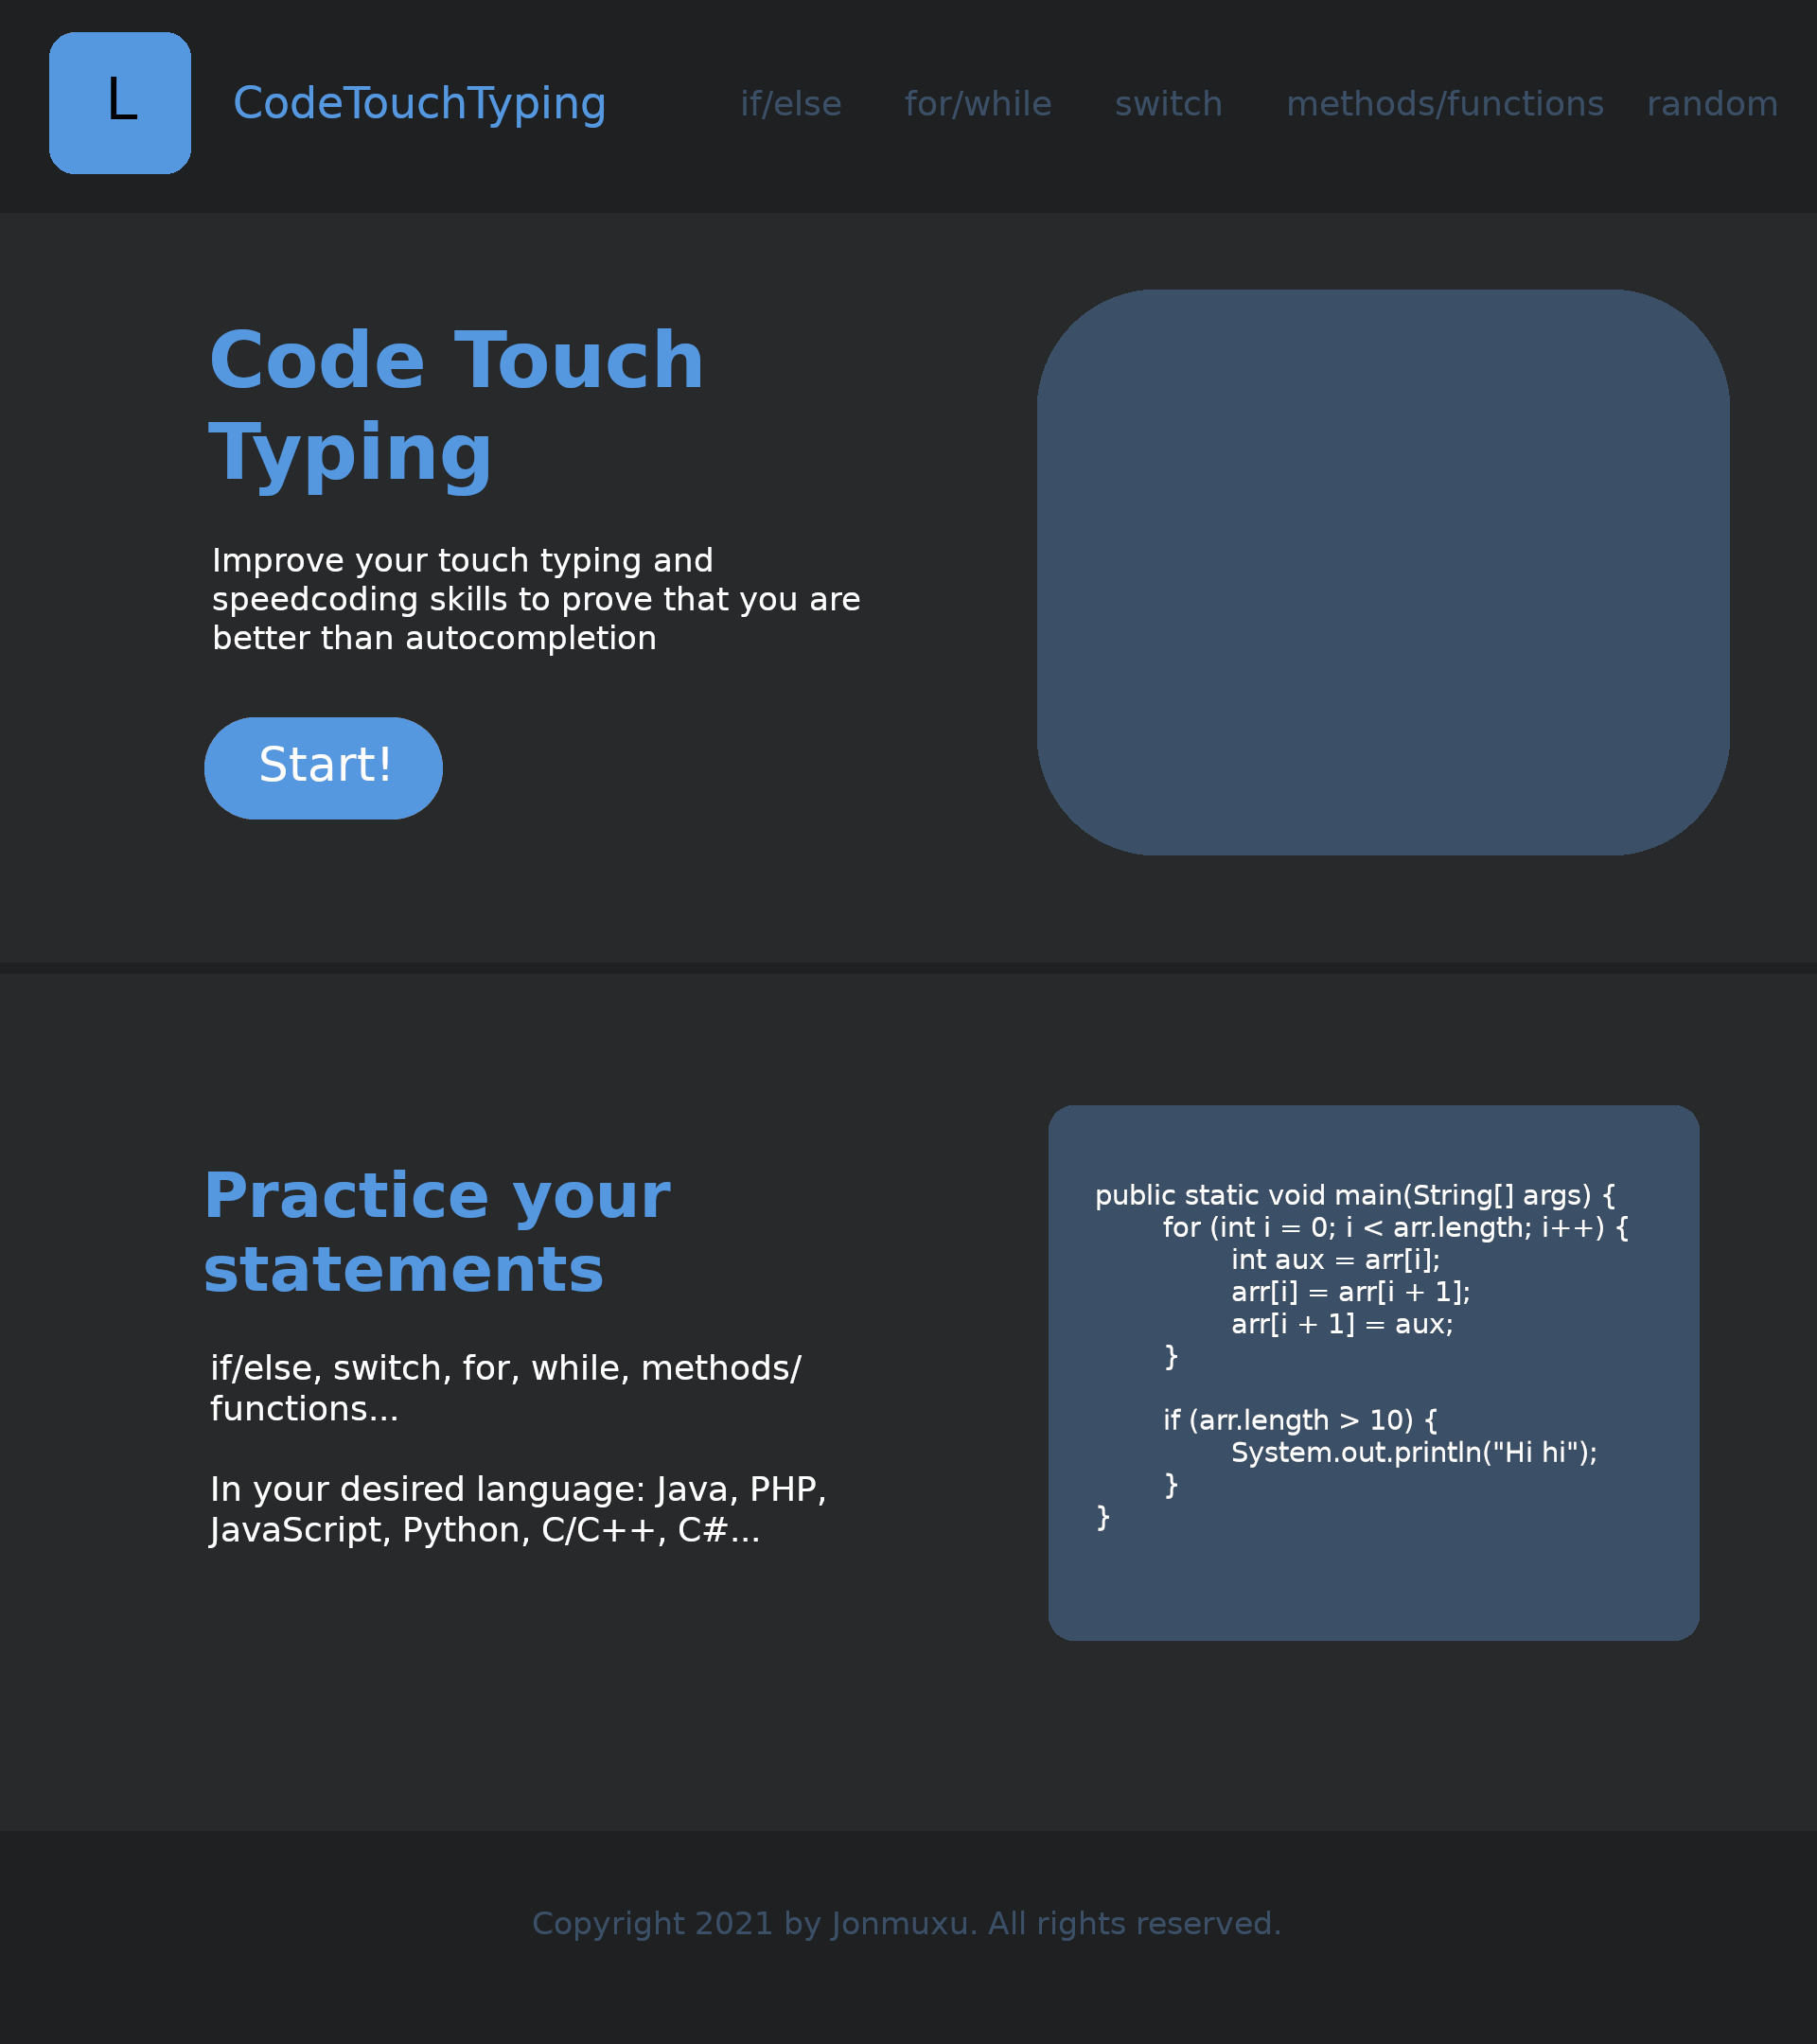 L
CodeTouchTyping
if/else
for/while
switch
methods/functions
random
Code Touch
Typing
Improve your touch typing and
speedcoding skills to prove that you are
better than autocompletion
Start!
Practice your
statements
if/else, switch, for, while, methods/
functions...
In your desired language: Java, PHP,
JavaScript, Python, C/C++, C#...
public static void main(String[] args) {
for (int i = 0; i < arr.length; i++) {
int aux = arr[i];
arr[i] = arr[i + 1];
arr[i + 1] = aux;
}
if (arr.length > 10) {
System.out.println("Hi hi");
}
}
Copyright 2021 by Jonmuxu. All rights reserved.